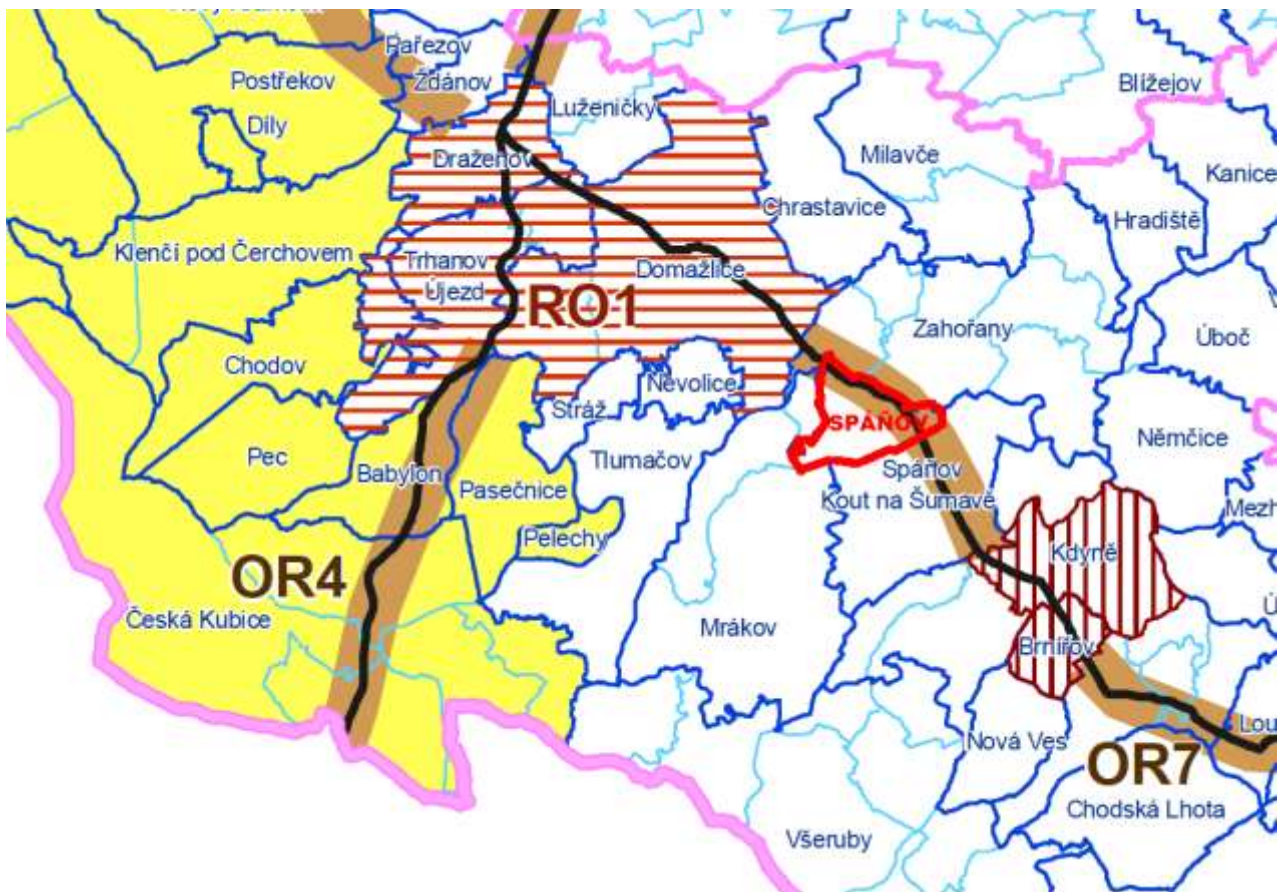 Pařezov
Ždánov
Postřekov
Díly
Luženičky
Blížejov
Milavče
Kanice
Draženov
Chrastavice
Hradiště
Klenčí pod Čerchovem
Trhanov
Domažlice
Újezd
RO1
Zahořany
Úboč
Chodov
Nevolice
Stráž
SPÁŇOV
Němčice
Pec
Babylon
Tlumačov
Spáňov
Pasečnice
Kout na Šumavě
Pelechy
Kdyně
OR4
Česká Kubice
Mrákov
Brnířov
Nová Ves
OR7
Chodská Lhota
Všeruby